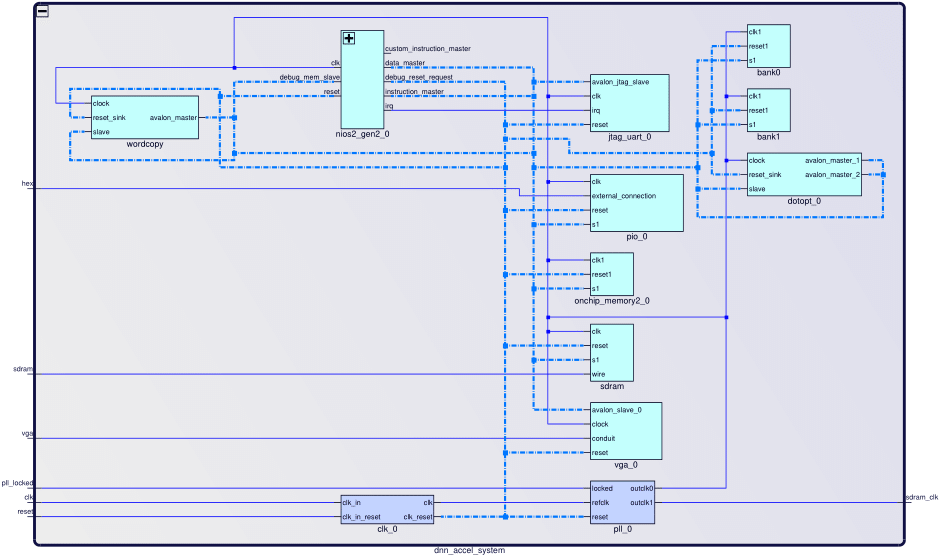 custom_instruction_master
clk
data_master
debug_mem_slave
debug_reset_request
reset
instruction_master
irq
nios2_gen2_0
clock
reset_sink
avalon_master
slave
wordcopy
avalon_jtag_slave
clk
irq
reset
jtag_uart_0
clk1
reset1
s1
bank0
clk1
reset1
s1
bank1
clock
avalon_master_1
reset_sink
avalon_master_2
slave
dotopt_0
hex
clk
external_connection
reset
s1
pio_0
clk1
reset1
s1
onchip_memory2_0
clk
reset
s1
wire
sdram
sdram
avalon_slave_0
clock
conduit
reset
vga_0
vga
pll_locked
clk
reset
clk_in
clk
clk_in_reset
clk_reset
clk_0
locked
outclk0
refclk
outclk1
reset
pll_0
sdram_clk
dnn_accel_system